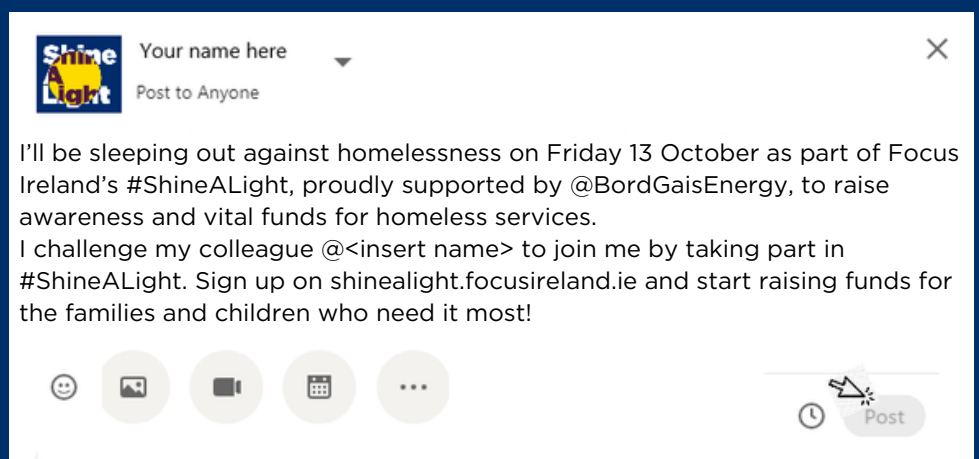 Shine
A
Light
Your name here
Post to Anyone
I'll be sleeping out against homelessness on Friday 13 October as part of Focus
Ireland's #ShineALight, proudly supported by @BordGaisEnergy, to raise
awareness and vital funds for homeless services.
I challenge my colleague @<insert name> to join me by taking part in
#ShineALight. Sign up on shinealight.focusireland.ie and start raising funds for
the families and children who need it most!
Post